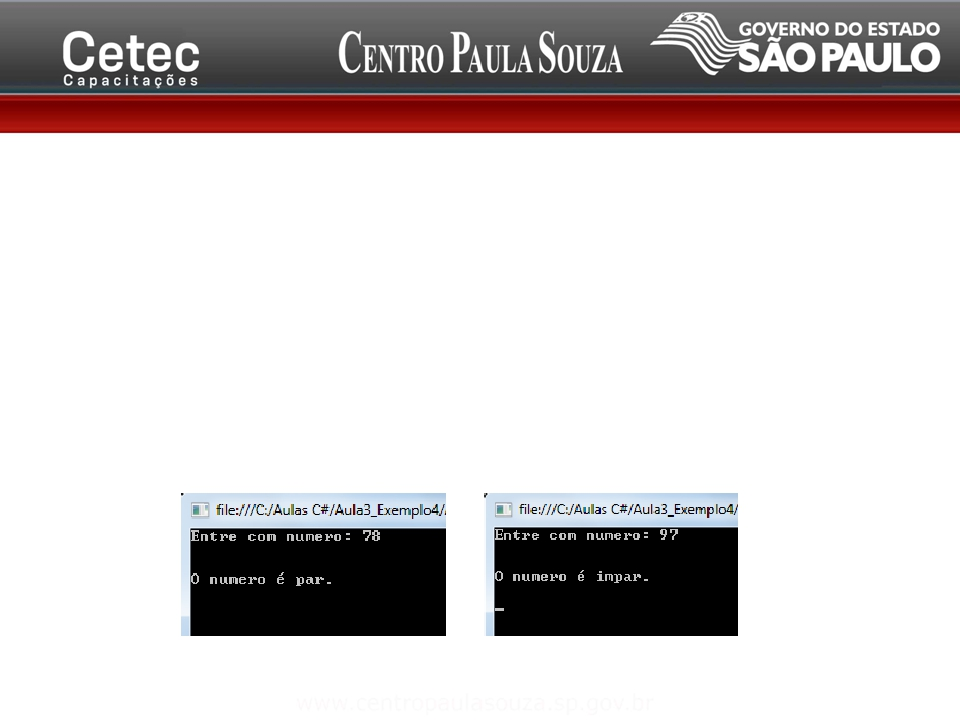 Cetec
Capacitações
CENTRO PAULA SOUZA
GOVERNO DO ESTADO
SÃO PAULO
file:///C:/Aulas C#/Aula3_Exemplo4/
Entre com numero: 78
O numero é par.
file:///C:/Aulas C#/Aula3_Exemplo4/
Entre com numero: 97
O numero é impar.
www.centropaulasouza.sp.gov.br